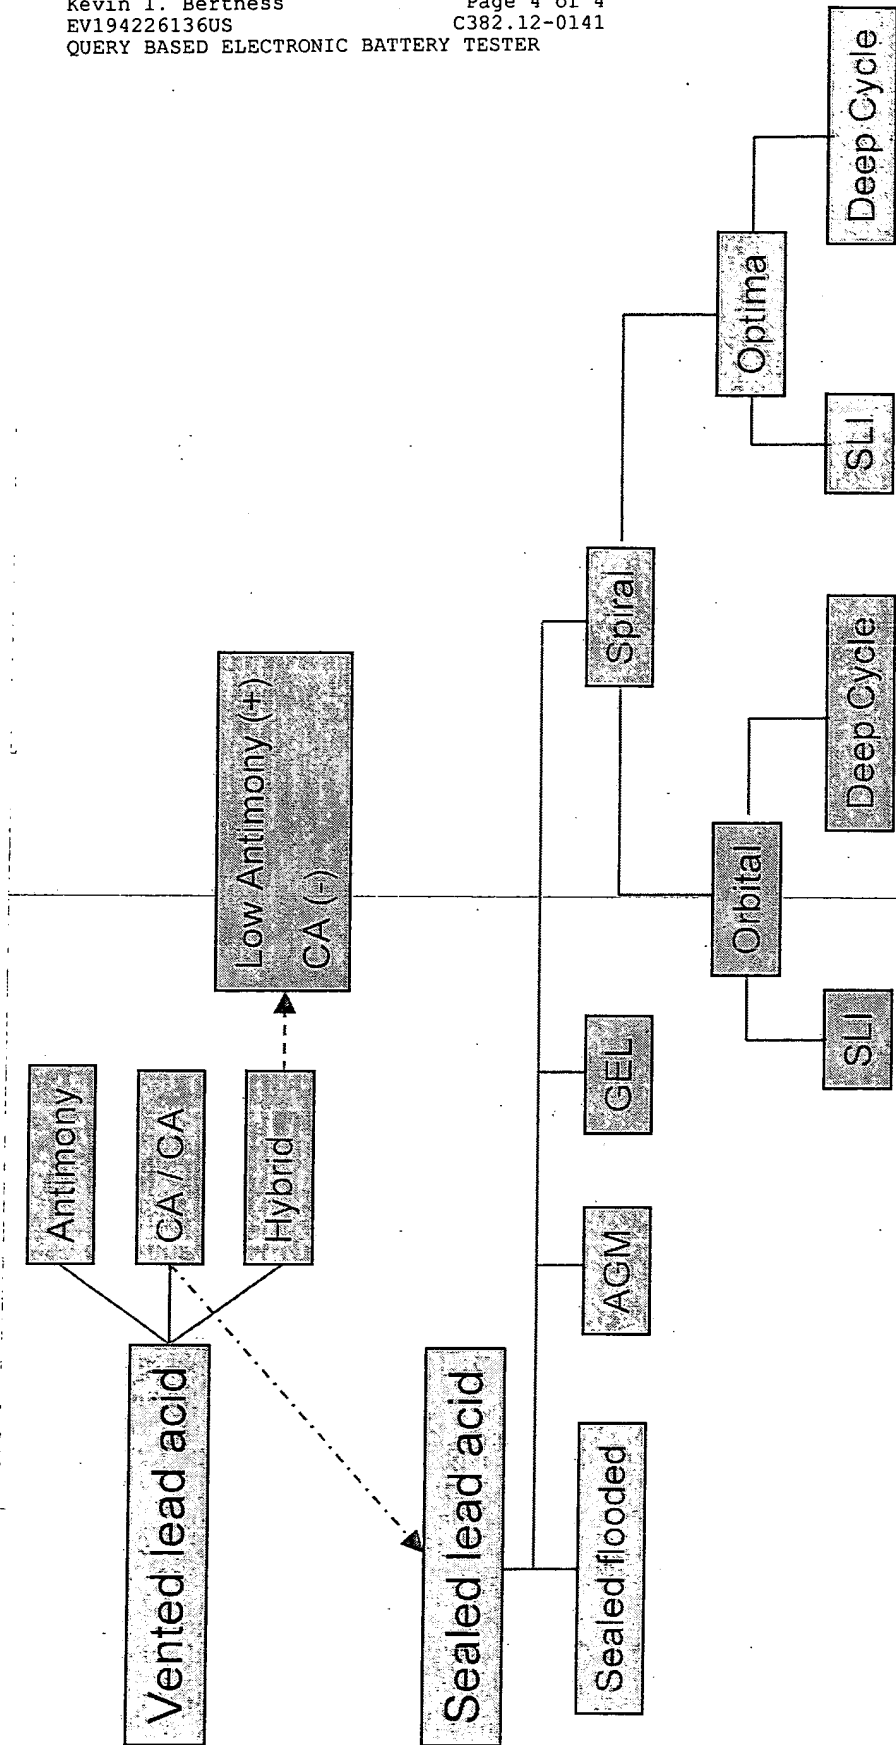 Kevin I. Bertness Page 4 of 4
EV194226136US C382.12-0141
QUERY BASED ELECTRONIC BATTERY TESTER
Vented lead acid
Antimony
CA / CA
Hybrid
Low Antimony (+)
CA (-)
Sealed lead acid
Sealed flooded
AGM
GEL
Spiral
Orbital
Optima
SLI
Deep Cycle
SLI
Deep Cycle